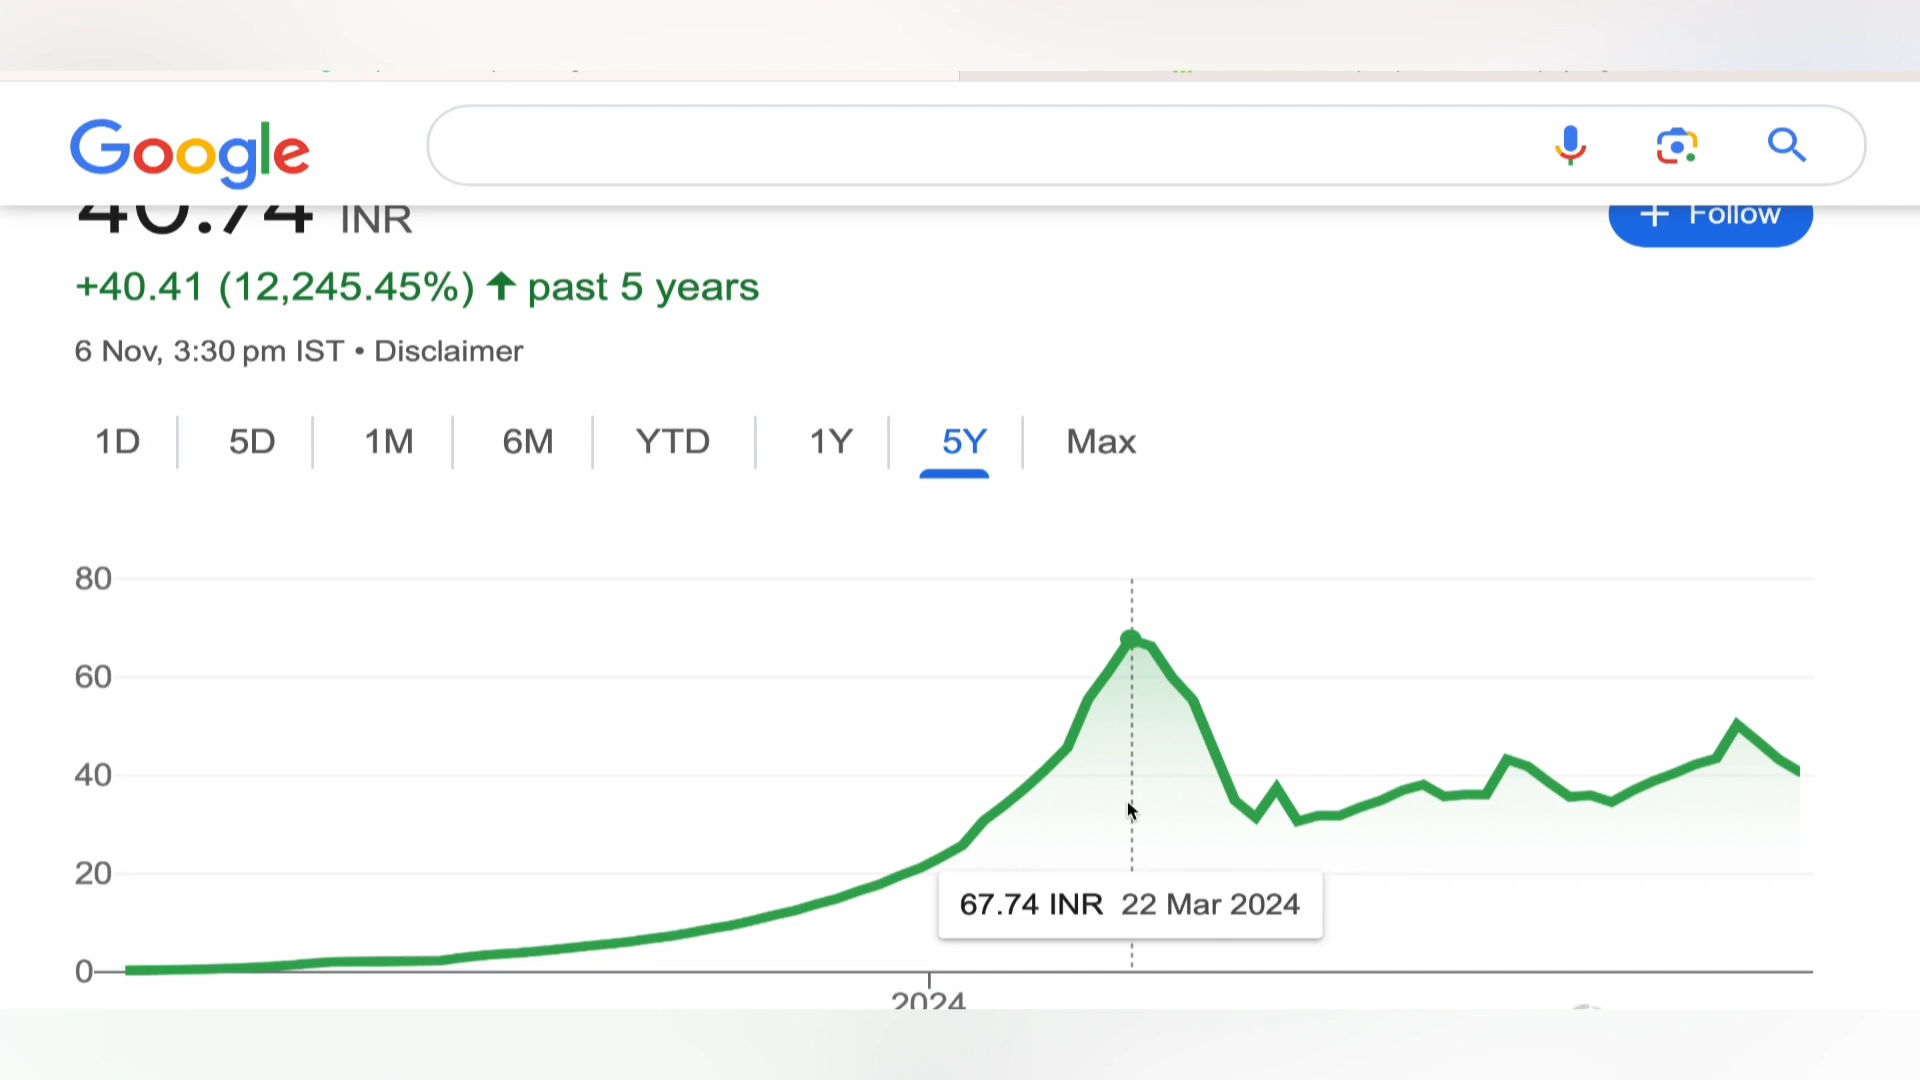 Google
40.74 INR
+ Follow
+40.41 (12,245.45%) ↑ past 5 years
6 Nov, 3:30 pm IST • Disclaimer
1D 5D 1M 6M YTD 1Y 5Y Max
80
60
40
20
0
67.74 INR 22 Mar 2024
2024